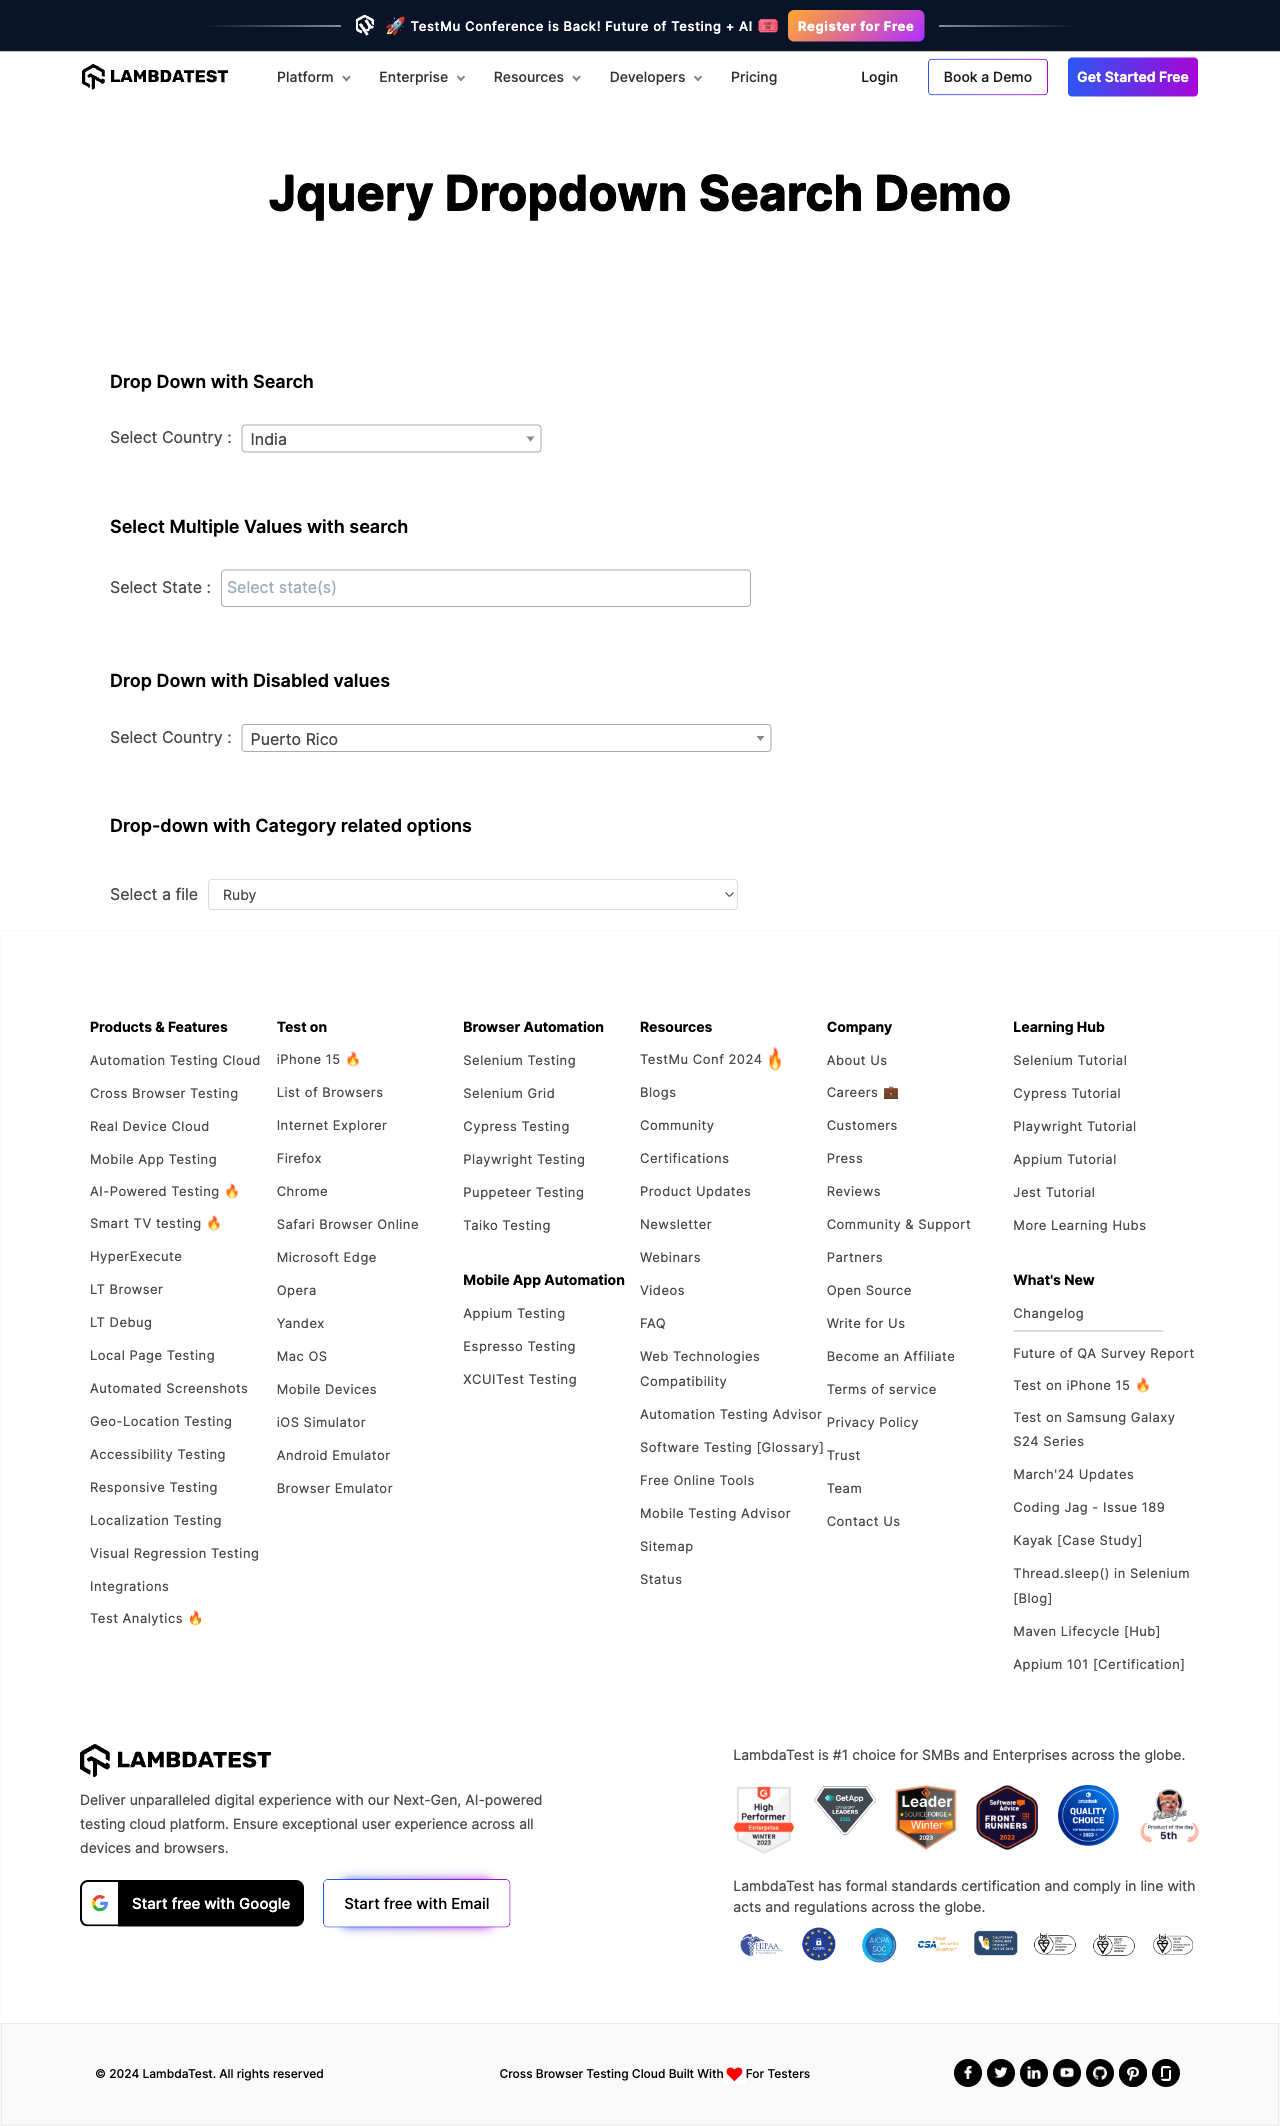 TestMu Conference is Back! Future of Testing + AI
Register for Free
LAMBDATEST
Platform
Enterprise
Resources
Developers
Pricing
Login
Book a Demo
Get Started Free
Jquery Dropdown Search Demo
Drop Down with Search
Select Country :
India
Select Multiple Values with search
Select State :
Select state(s)
Drop Down with Disabled values
Select Country :
Puerto Rico
Drop-down with Category related options
Select a file
Ruby
Products & Features
Automation Testing Cloud
Cross Browser Testing
Real Device Cloud
Mobile App Testing
AI-Powered Testing 🔥
Smart TV testing 🔥
HyperExecute
LT Browser
LT Debug
Local Page Testing
Automated Screenshots
Geo-Location Testing
Accessibility Testing
Responsive Testing
Localization Testing
Visual Regression Testing
Integrations
Test Analytics 🔥
Test on
iPhone 15 🔥
List of Browsers
Internet Explorer
Firefox
Chrome
Safari Browser Online
Microsoft Edge
Opera
Yandex
Mac OS
Mobile Devices
iOS Simulator
Android Emulator
Browser Emulator
Browser Automation
Selenium Testing
Selenium Grid
Cypress Testing
Playwright Testing
Puppeteer Testing
Taiko Testing
Mobile App Automation
Appium Testing
Espresso Testing
XCUITest Testing
Resources
TestMu Conf 2024 🔥
Blogs
Community
Certifications
Product Updates
Newsletter
Webinars
Videos
FAQ
Web Technologies
Compatibility
Automation Testing Advisor
Software Testing [Glossary]
Free Online Tools
Mobile Testing Advisor
Sitemap
Status
Company
About Us
Careers 💼
Customers
Press
Reviews
Community & Support
Partners
Open Source
Write for Us
Become an Affiliate
Terms of service
Privacy Policy
Trust
Team
Contact Us
Learning Hub
Selenium Tutorial
Cypress Tutorial
Playwright Tutorial
Appium Tutorial
Jest Tutorial
More Learning Hubs
What's New
Changelog
Future of QA Survey Report
Test on iPhone 15 🔥
Test on Samsung Galaxy
S24 Series
March'24 Updates
Coding Jag - Issue 189
Kayak [Case Study]
Thread.sleep() in Selenium
[Blog]
Maven Lifecycle [Hub]
Appium 101 [Certification]
LAMBDATEST
Deliver unparalleled digital experience with our Next-Gen, AI-powered
testing cloud platform. Ensure exceptional user experience across all
devices and browsers.
Start free with Google
Start free with Email
LambdaTest is #1 choice for SMBs and Enterprises across the globe.
High
Performer
Enterprise
WINTER
2023
GetApp
LEADERS
2022
Leader
SOURCEFORGE
Winter
2023
Software
Advice
FRONT
RUNNERS
2022
crozdesk
QUALITY
CHOICE
2023
Product of the day
5th
LambdaTest has formal standards certification and comply in line with
acts and regulations across the globe.
HIPAA
GDPR
AICPA
SOC
CSA
© 2024 LambdaTest. All rights reserved
Cross Browser Testing Cloud Built With ❤ For Testers